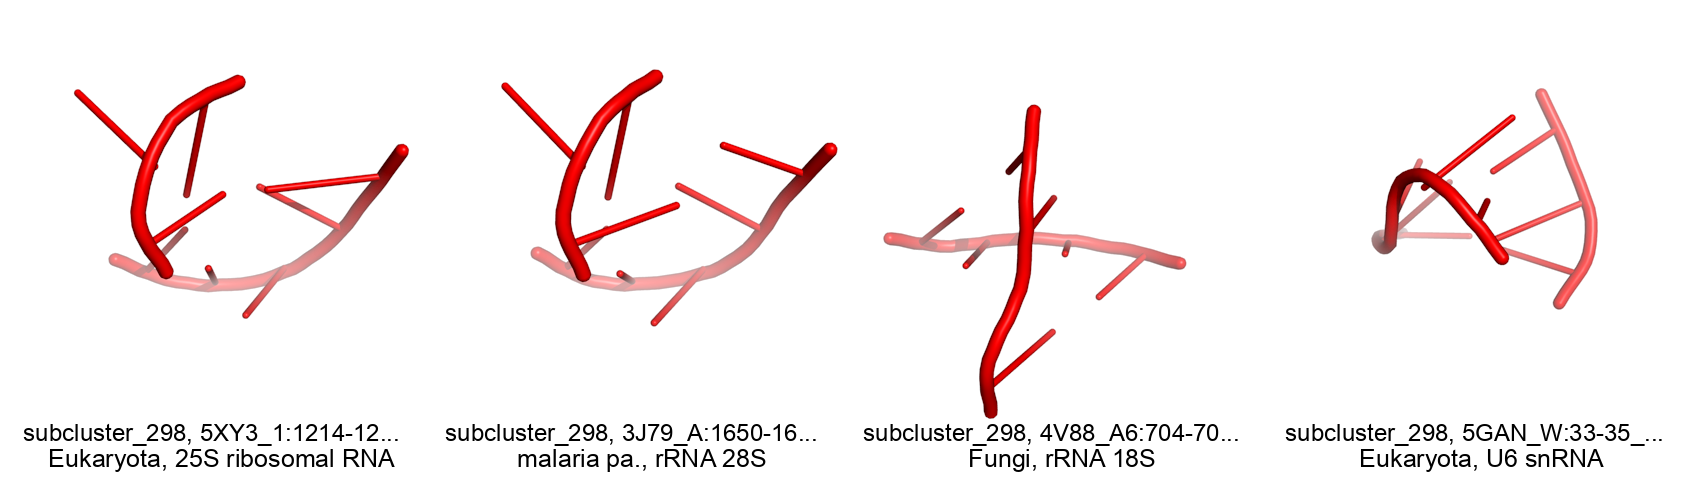 subcluster_298, 5XY3_1:1214-12...
Eukaryota, 25S ribosomal RNA
subcluster_298, 3J79_A:1650-16...
malaria pa., rRNA 28S
subcluster_298, 4V88_A6:704-70...
Fungi, rRNA 18S
subcluster_298, 5GAN_W:33-35_...
Eukaryota, U6 snRNA